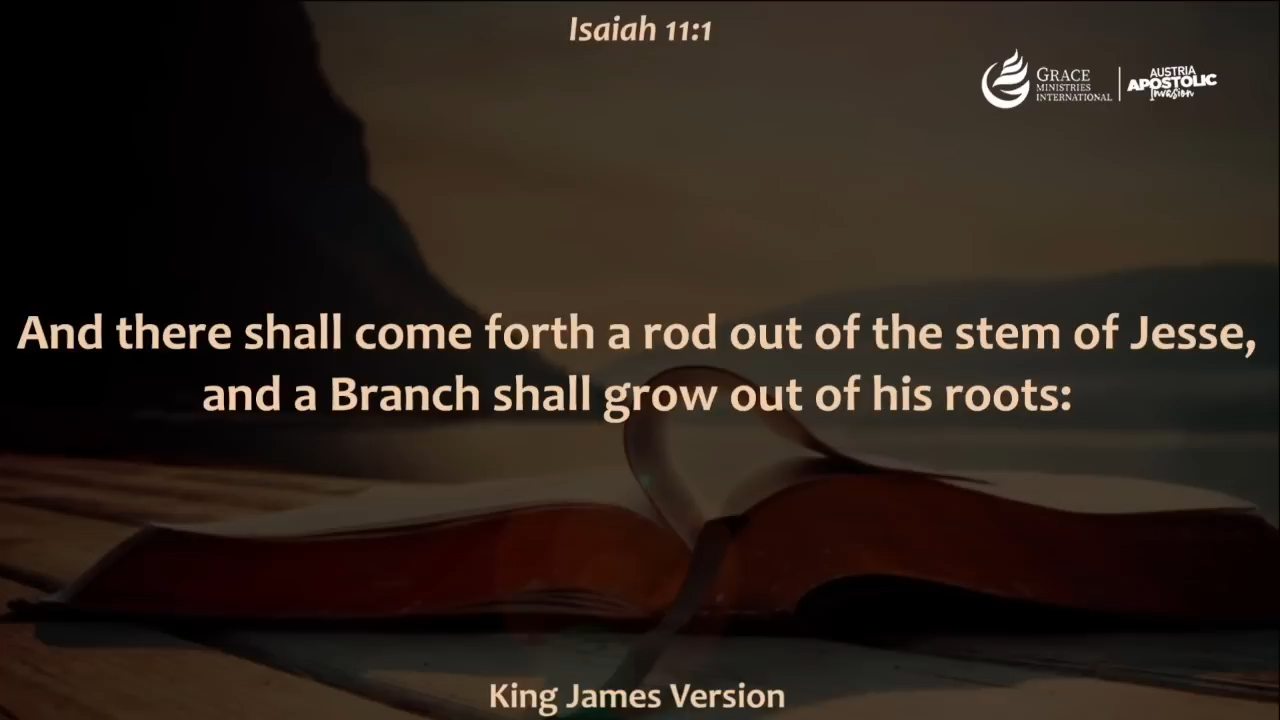 Isaiah 11:1
GRACE
MINISTRIES
INTERNATIONAL
AUSTRIA
APOSTOLIC
Invasion
And there shall come forth a rod out of the stem of Jesse,
and a Branch shall grow out of his roots:
King James Version